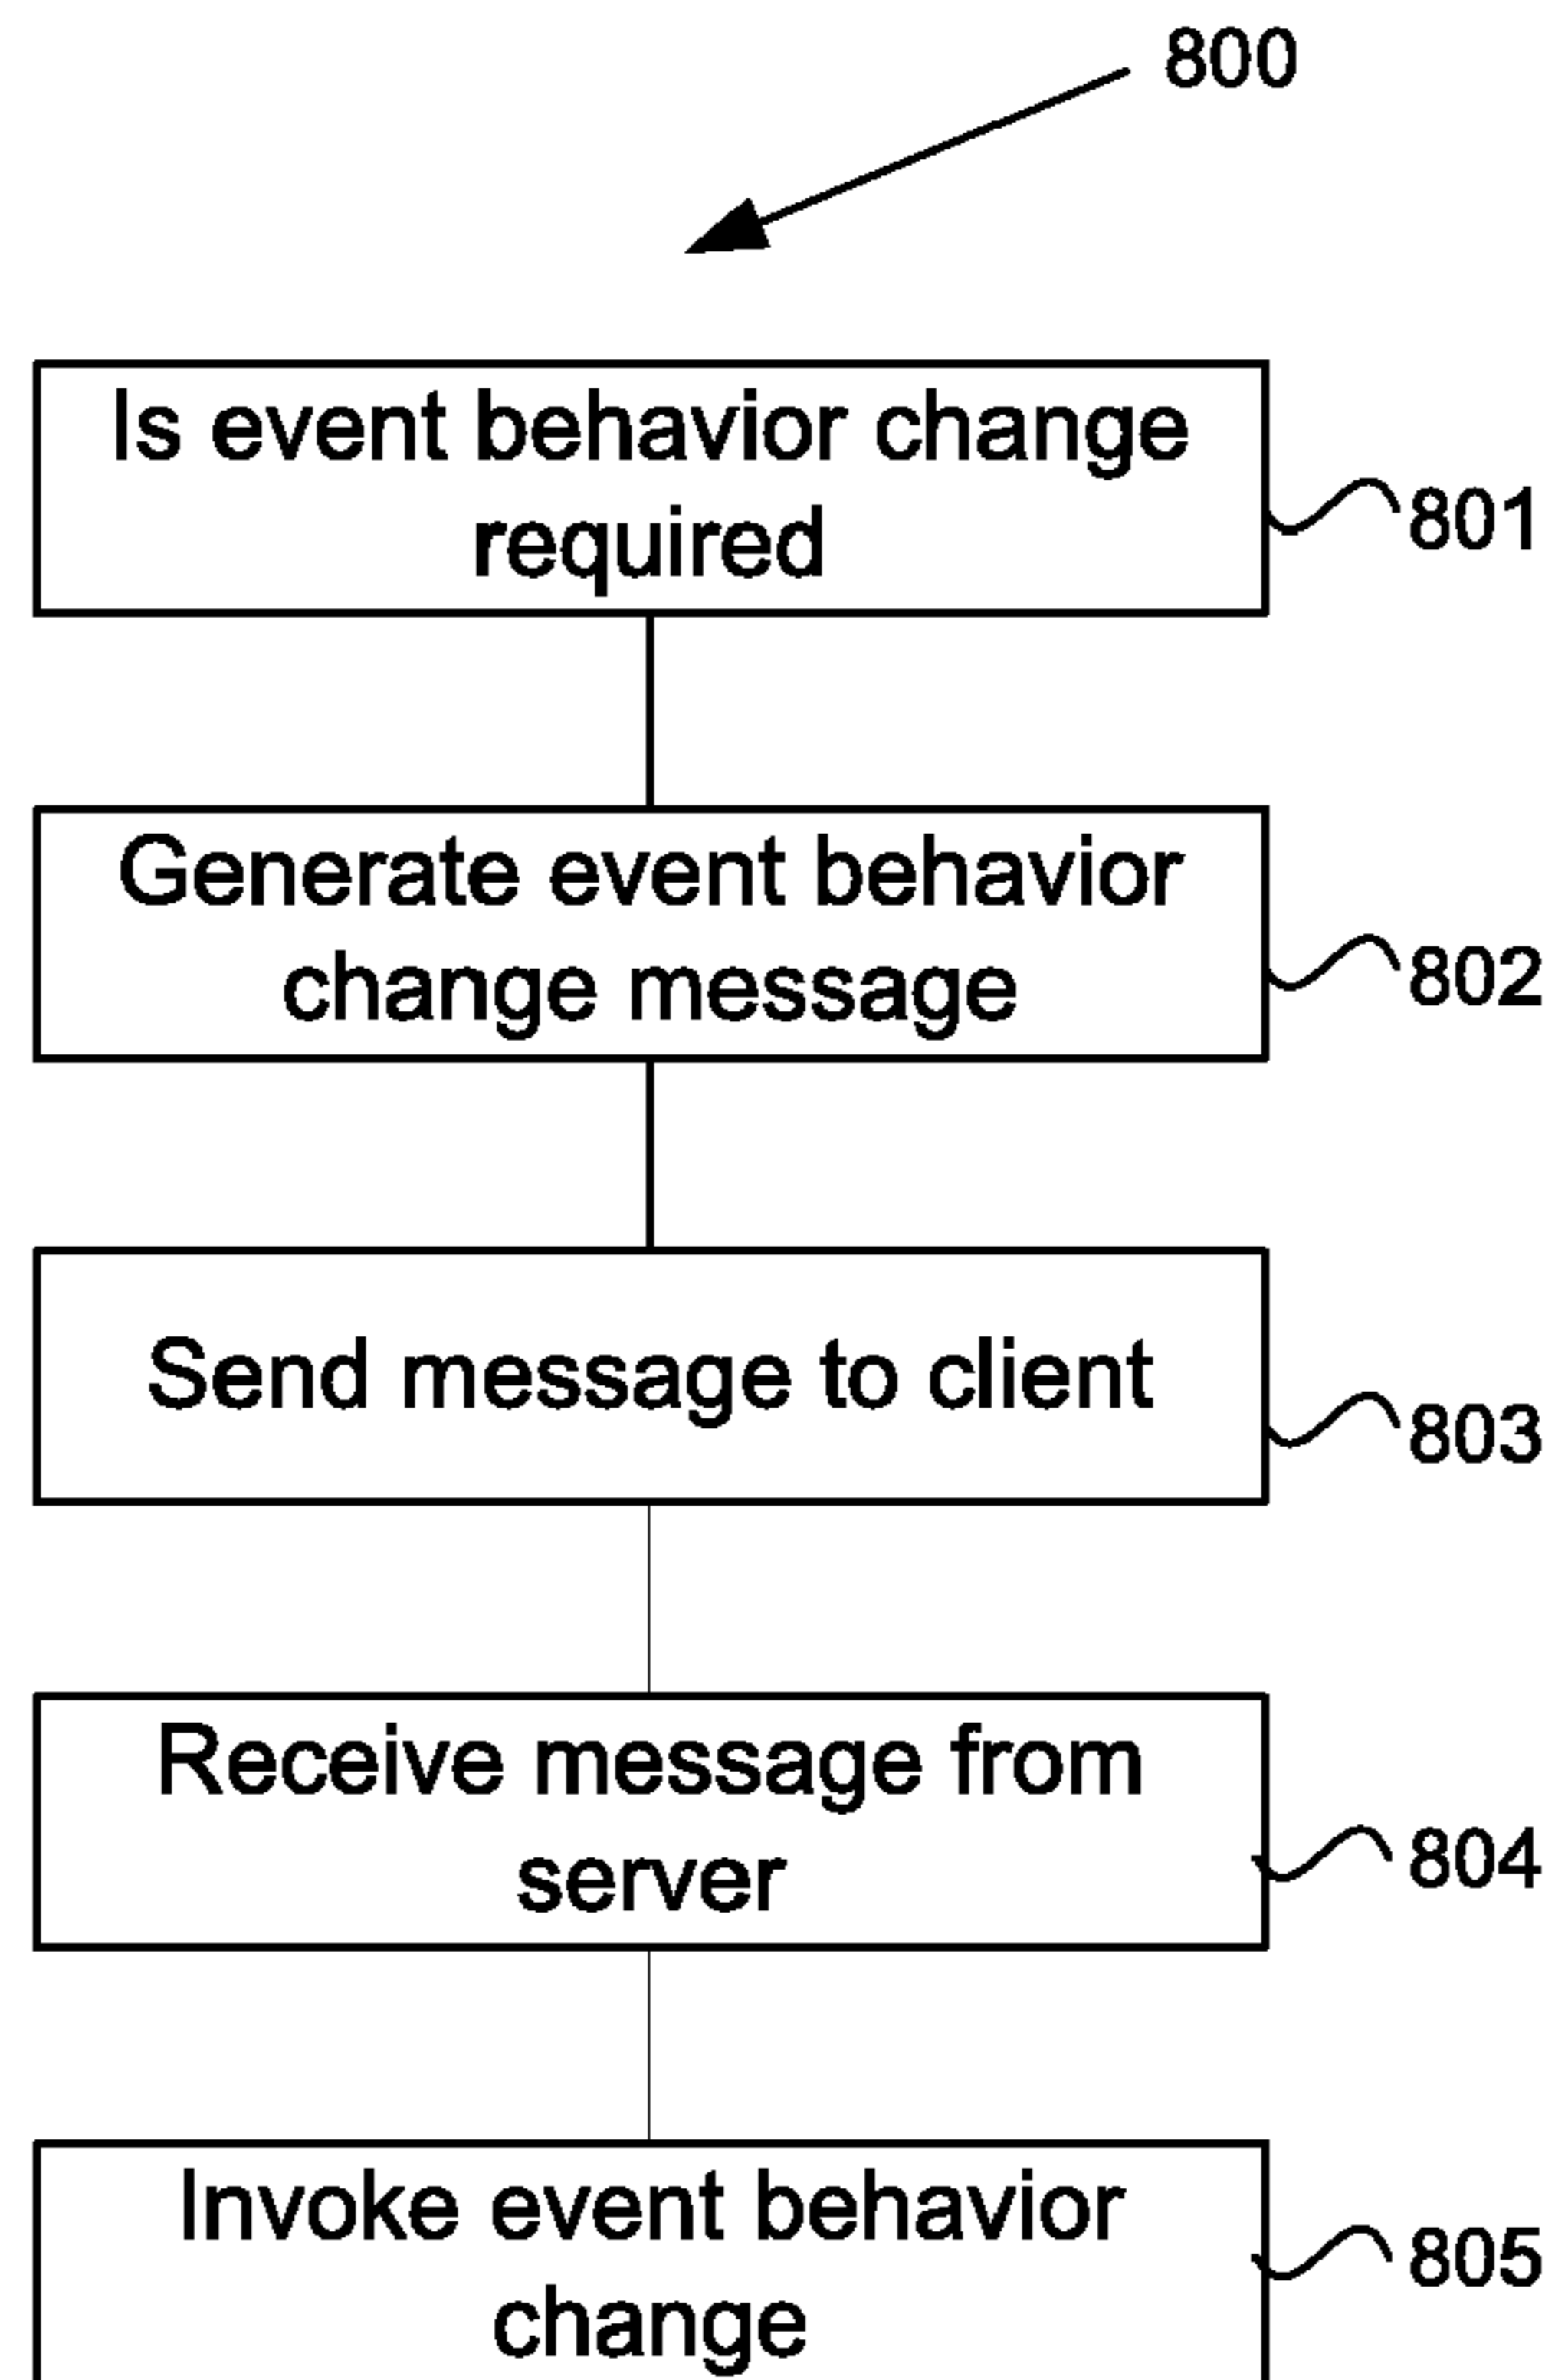 800
Is event behavior change
required
801
Generate event behavior
change message
802
Send message to client
803
Receive message from
server
804
Invoke event behavior
change
805